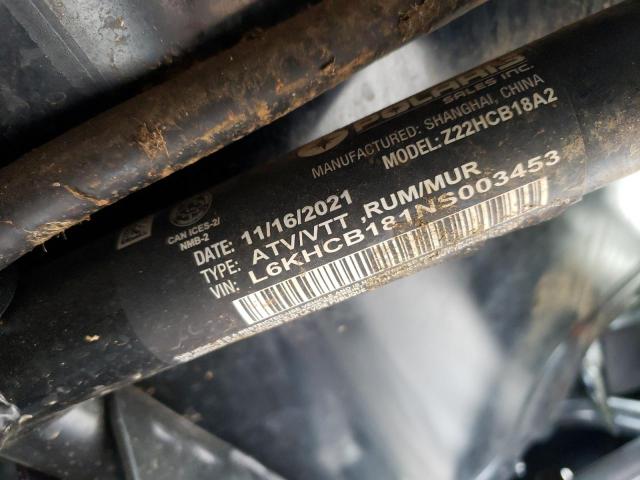 POLARIS
SALES INC.
MANUFACTURED: SHANGHAI, CHINA
MODEL: Z22HCB18A2
CAN ICES-2/
NMB-2
DATE: 11/16/2021
TYPE: ATV/VTT ,RUM/MUR
VIN: L6KHCB181NS003453